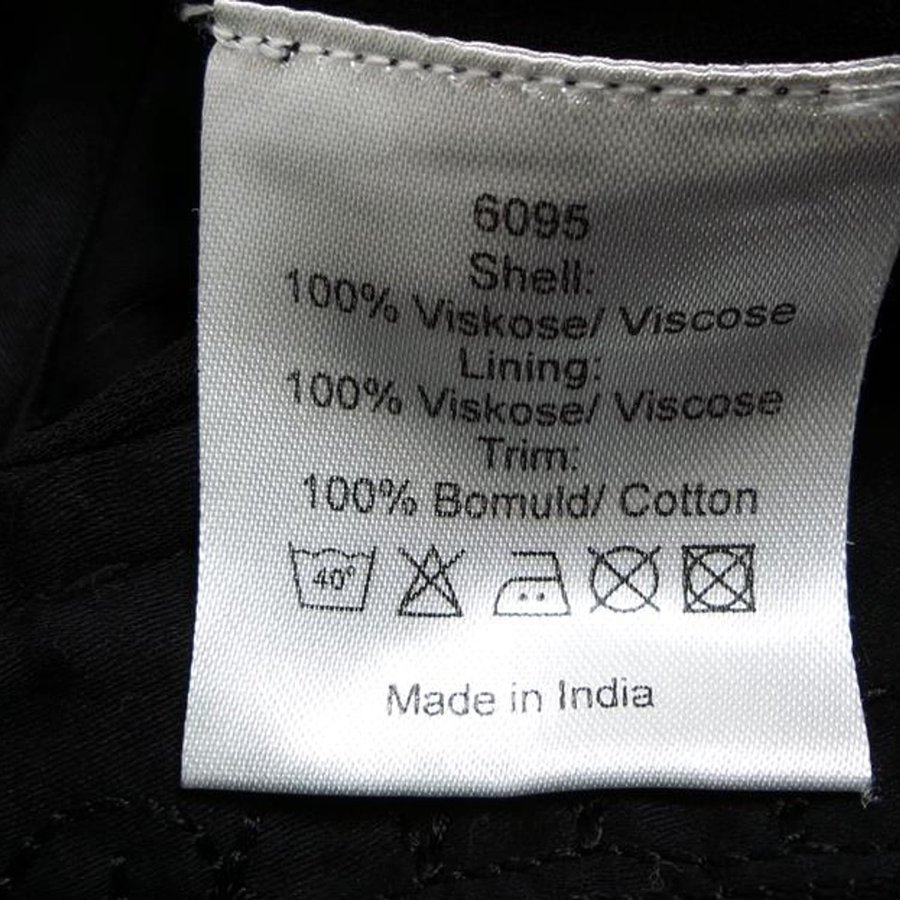 6095
Shell:
100% Viskose/ Viscose
Lining:
100% Viskose/ Viscose
Trim:
100% Bomuld/ Cotton
40°
Made in India